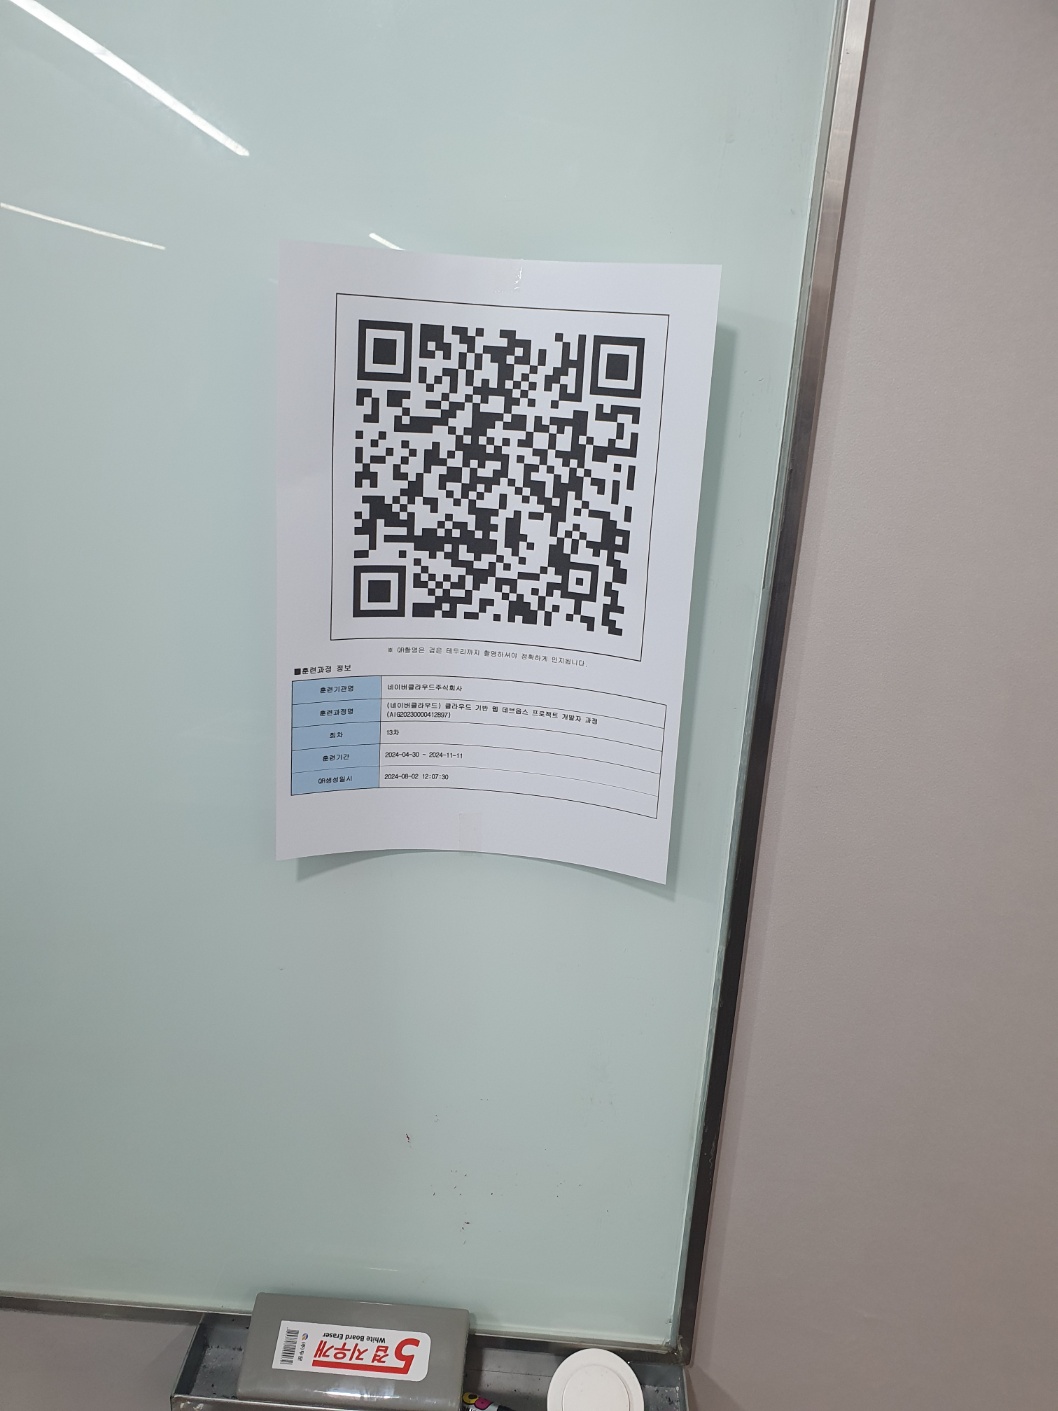 ※ QR촬영은 검은 테두리까지 촬영하셔야 정확하게 인지됩니다.
■훈련과정 정보
훈련기관명 네이버클라우드주식회사
훈련과정명 (네이버클라우드) 클라우드 기반 웹 데브옵스 프로젝트 개발자 과정
(AIG20230000412897)
회차 13차
훈련기간 2024-04-30 - 2024-11-11
QR생성일시 2024-08-02 12:07:30
5겹 지우개
White Board Eraser